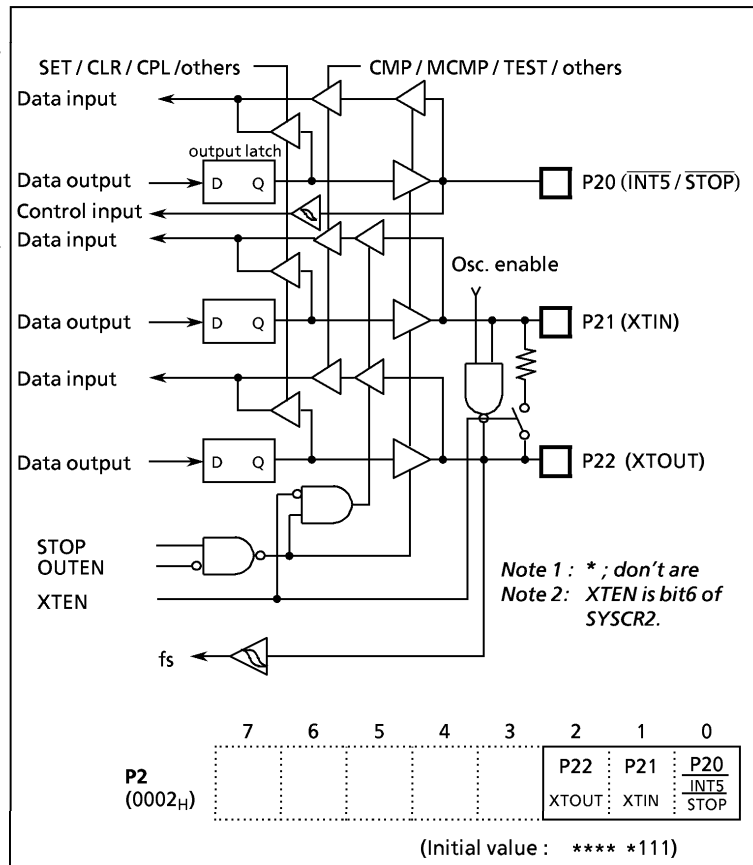 SET / CLR / CPL /others
CMP / MCMP / TEST / others
Data input
output latch
Data output
D Q
P20 (INT5 / STOP)
Control input
Data input
Osc. enable
Data output
D Q
P21 (XTIN)
Data input
Data output
D Q
P22 (XTOUT)
STOP
OUTEN
XTEN
Note 1 : * ; don't are
Note 2: XTEN is bit6 of
SYSCR2.
fs
7 6 5 4 3 2 1 0
P2
(0002H)
P22 P21 P20
XTOUT XTIN INT5
STOP
(Initial value : **** *111)